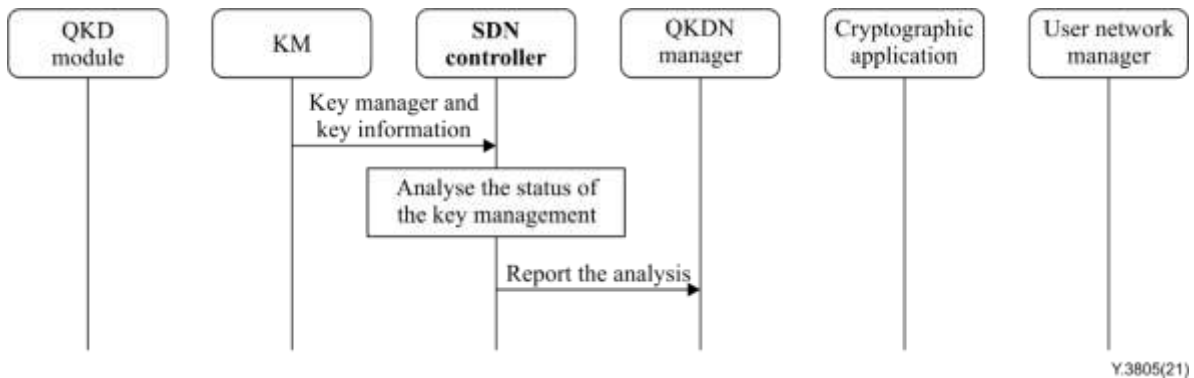 QKD
module
KM
SDN
controller
QKDN
manager
Cryptographic
application
User network
manager
Key manager and
key information
Analyse the status of
the key management
Report the analysis
Y.3805(21)